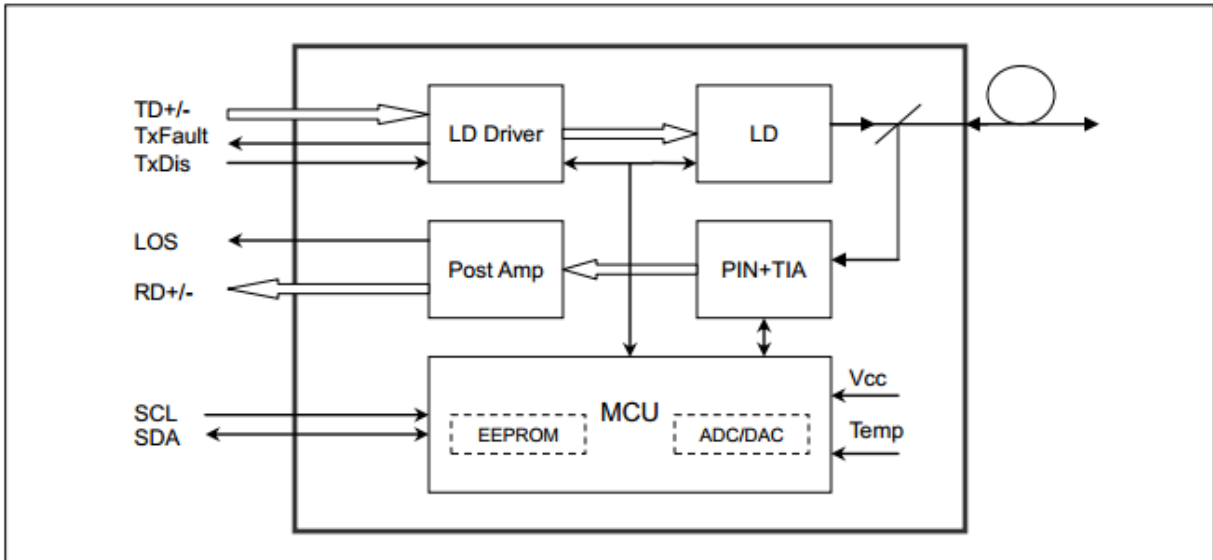 TD+/-
TxFault
TxDis
LD Driver
LD
LOS
RD+/-
Post Amp
PIN+TIA
SCL
SDA
MCU
EEPROM
ADC/DAC
Vcc
Temp